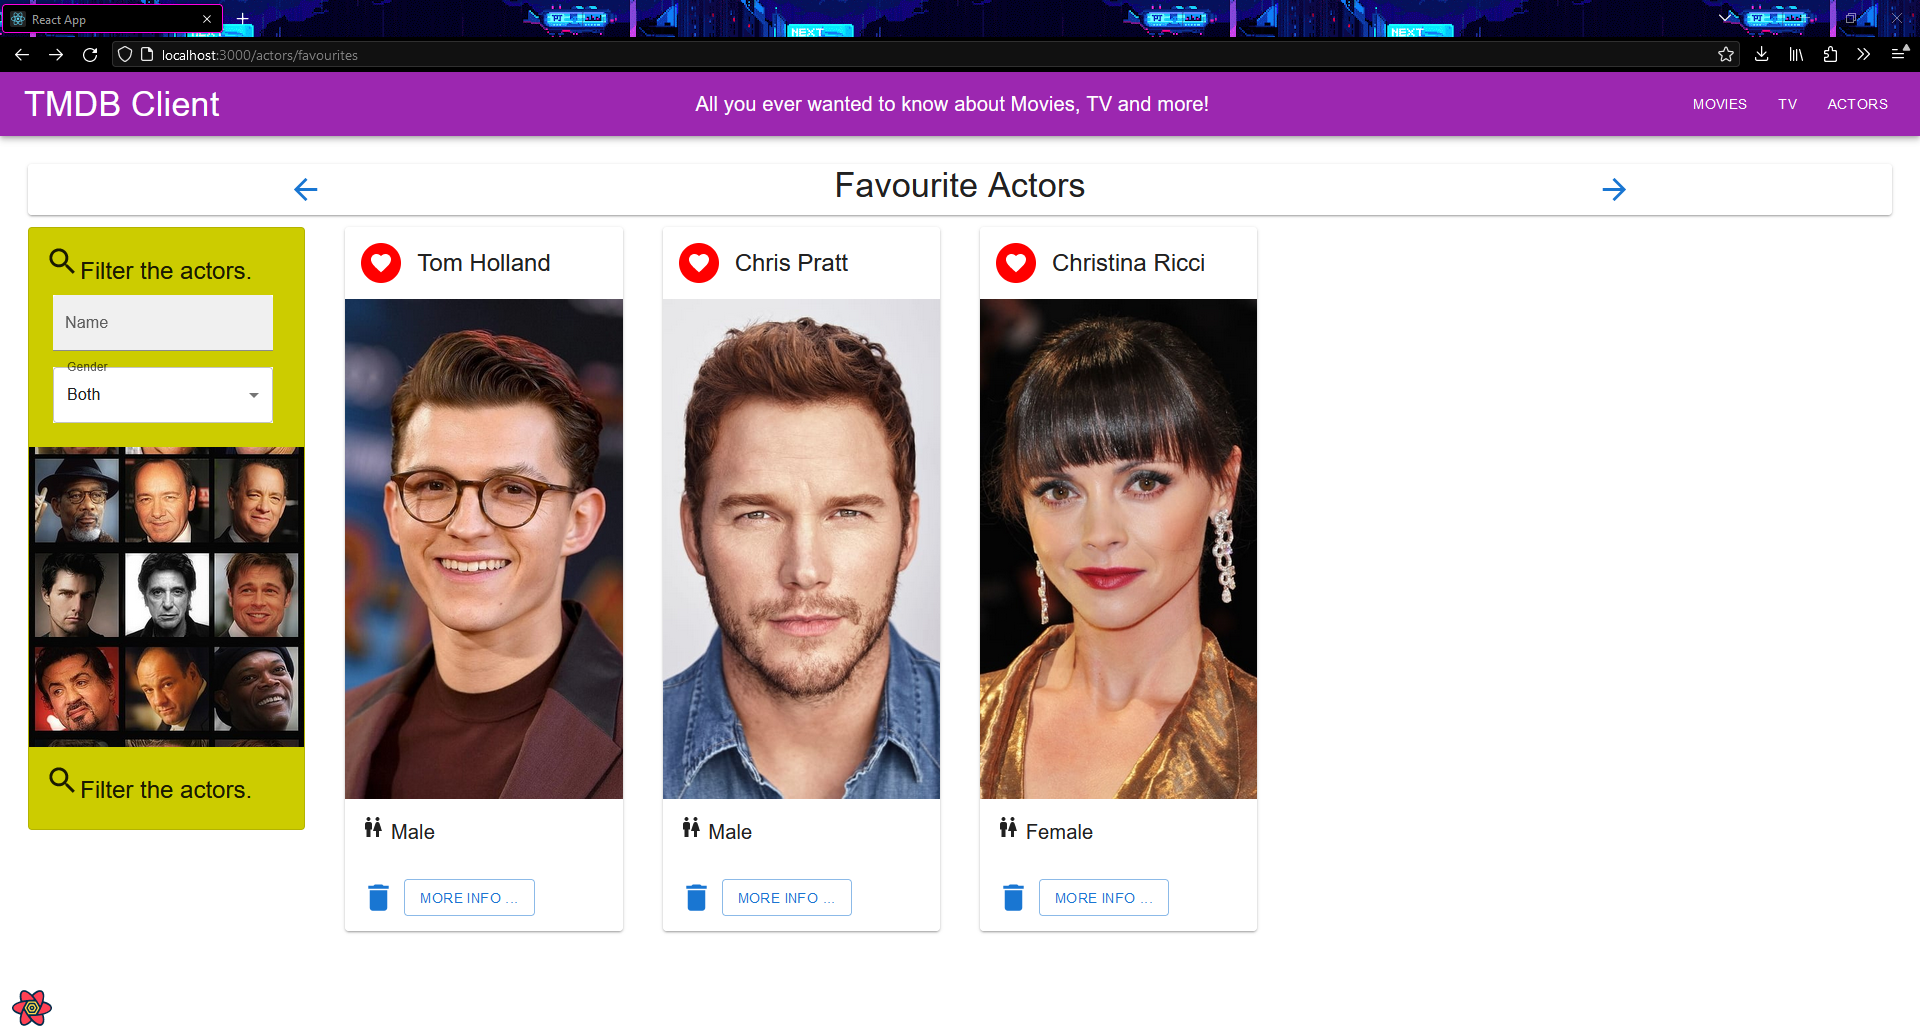 React App
NEXT
NEXT
localhost:3000/actors/favourites
TMDB Client
All you ever wanted to know about Movies, TV and more!
MOVIES
TV
ACTORS
Favourite Actors
Filter the actors.
Name
Gender
Both
Filter the actors.
Tom Holland
Male
MORE INFO ...
Chris Pratt
Male
MORE INFO ...
Christina Ricci
Female
MORE INFO ...